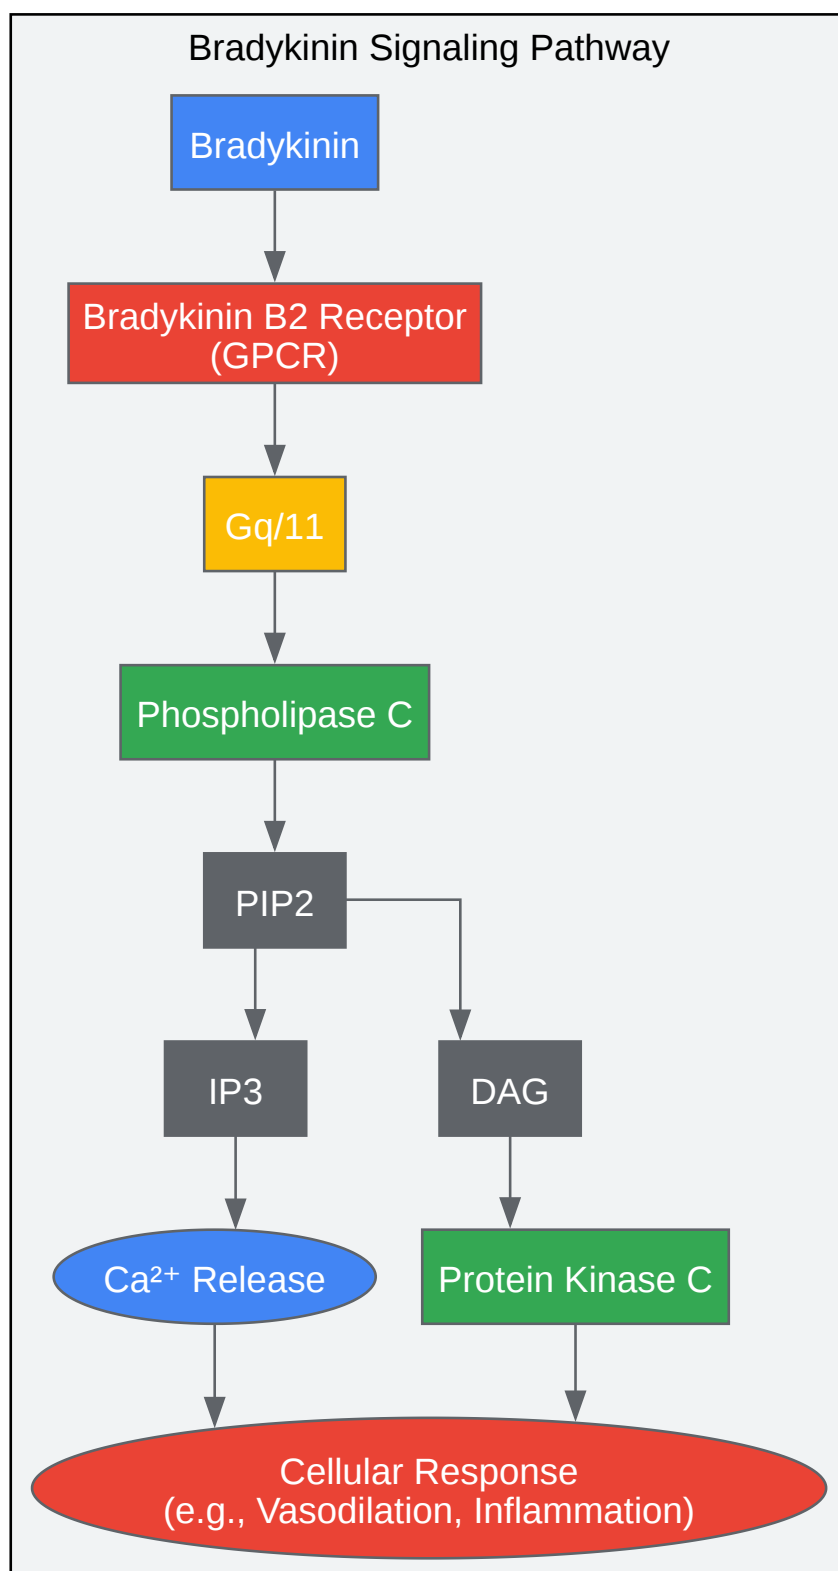 Bradykinin Signaling Pathway
Bradykinin
Bradykinin B2 Receptor
(GPCR)
Gq/11
Phospholipase C
PIP2
IP3
DAG
Ca²⁺ Release
Protein Kinase C
Cellular Response
(e.g., Vasodilation, Inflammation)